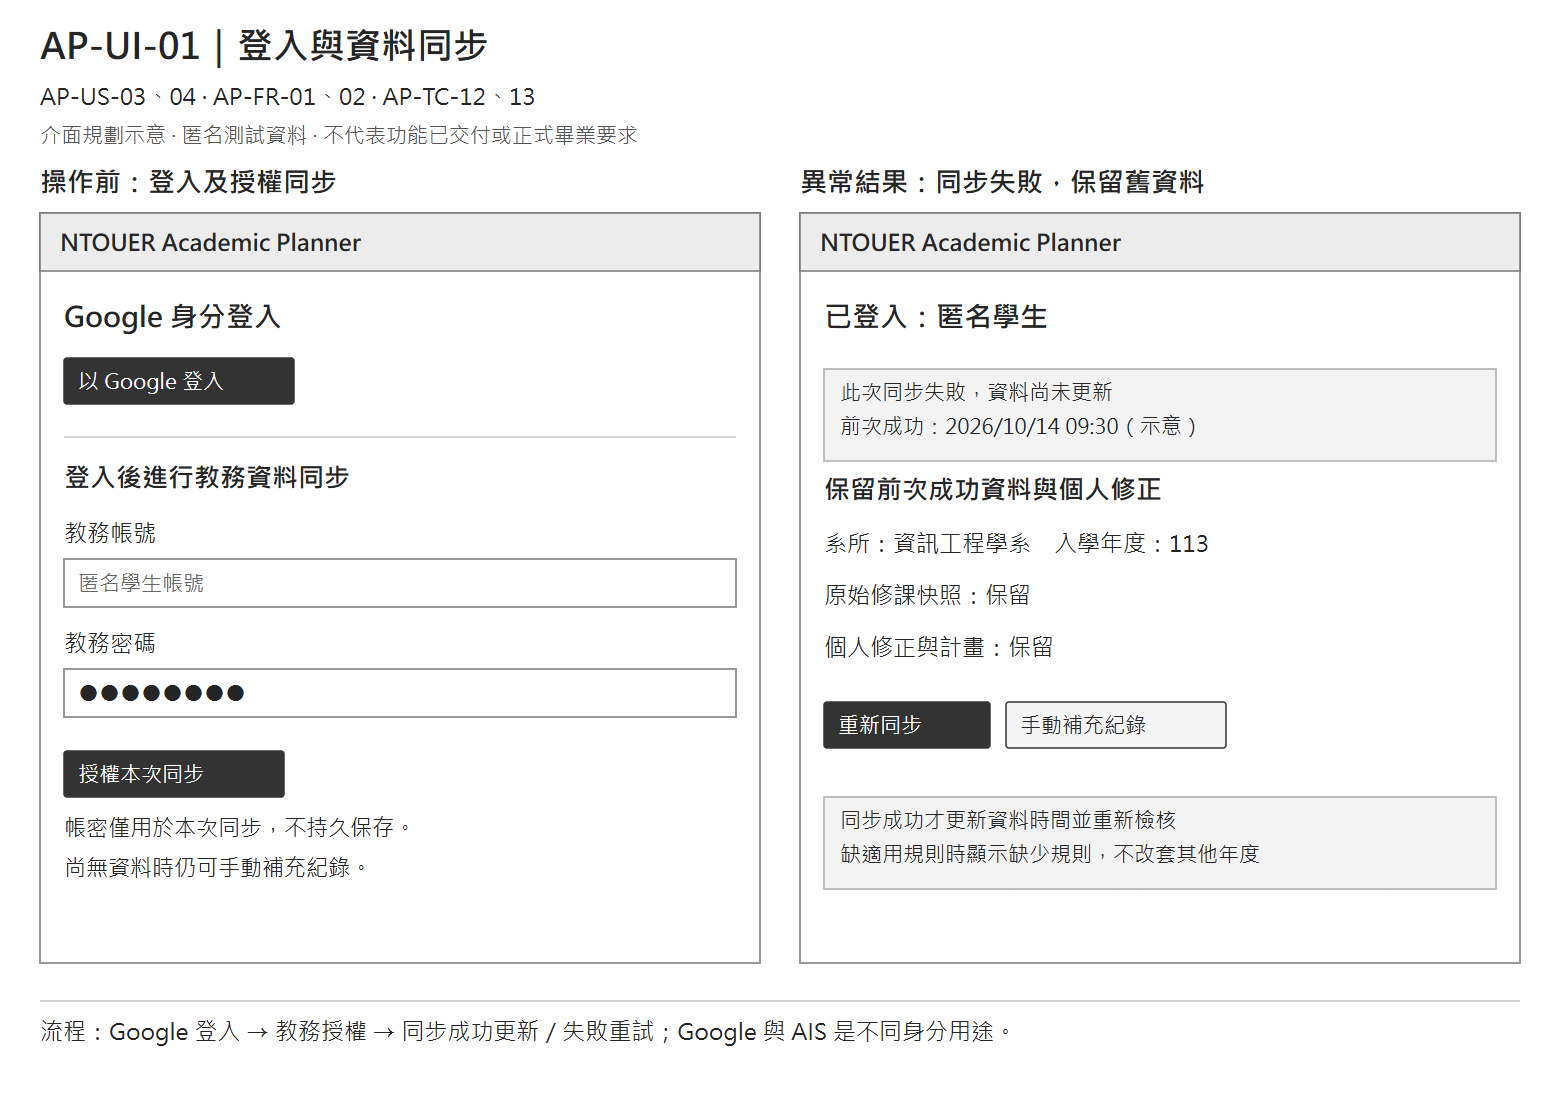 AP-UI-01｜登入與資料同步
AP-US-03、04 · AP-FR-01、02 · AP-TC-12、13
介面規劃示意 · 匿名測試資料 · 不代表功能已交付或正式畢業要求
操作前：登入及授權同步
NTOUER Academic Planner
Google 身分登入
以 Google 登入
登入後進行教務資料同步
教務帳號
匿名學生帳號
教務密碼
●●●●●●●●
授權本次同步
帳密僅用於本次同步，不持久保存。
尚無資料時仍可手動補充紀錄。
異常結果：同步失敗，保留舊資料
NTOUER Academic Planner
已登入：匿名學生
此次同步失敗，資料尚未更新
前次成功：2026/10/14 09:30（示意）
保留前次成功資料與個人修正
系所：資訊工程學系　入學年度：113
原始修課快照：保留
個人修正與計畫：保留
重新同步
手動補充紀錄
同步成功才更新資料時間並重新檢核
缺適用規則時顯示缺少規則，不改套其他年度
流程：Google 登入 → 教務授權 → 同步成功更新 / 失敗重試；Google 與 AIS 是不同身分用途。